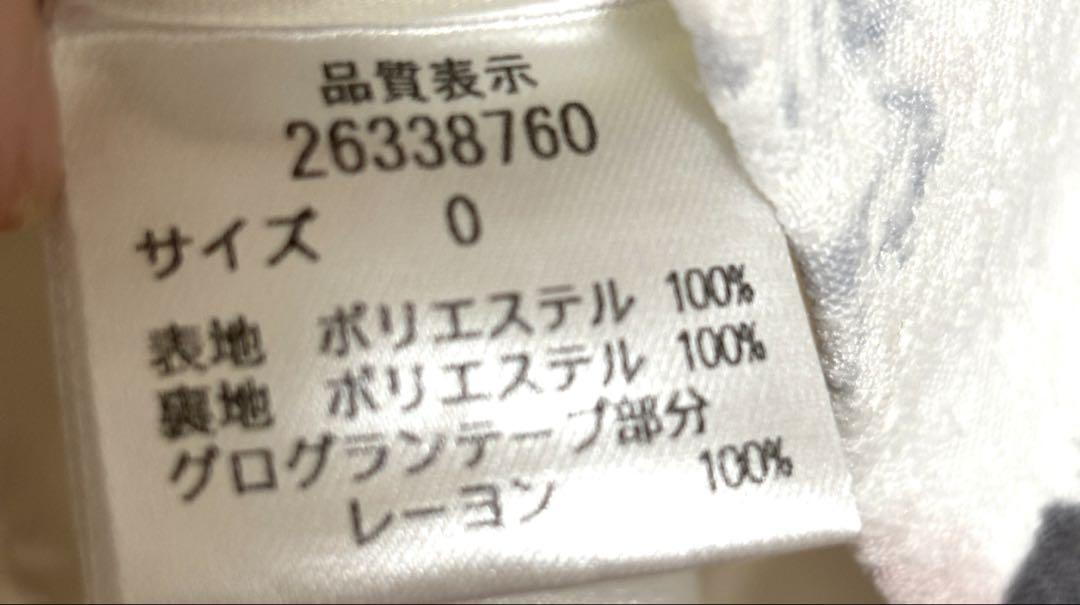 品質表示
26338760
サイズ 0
表地 ポリエステル 100%
裏地 ポリエステル 100%
グログランテープ部分
レーヨン 100%